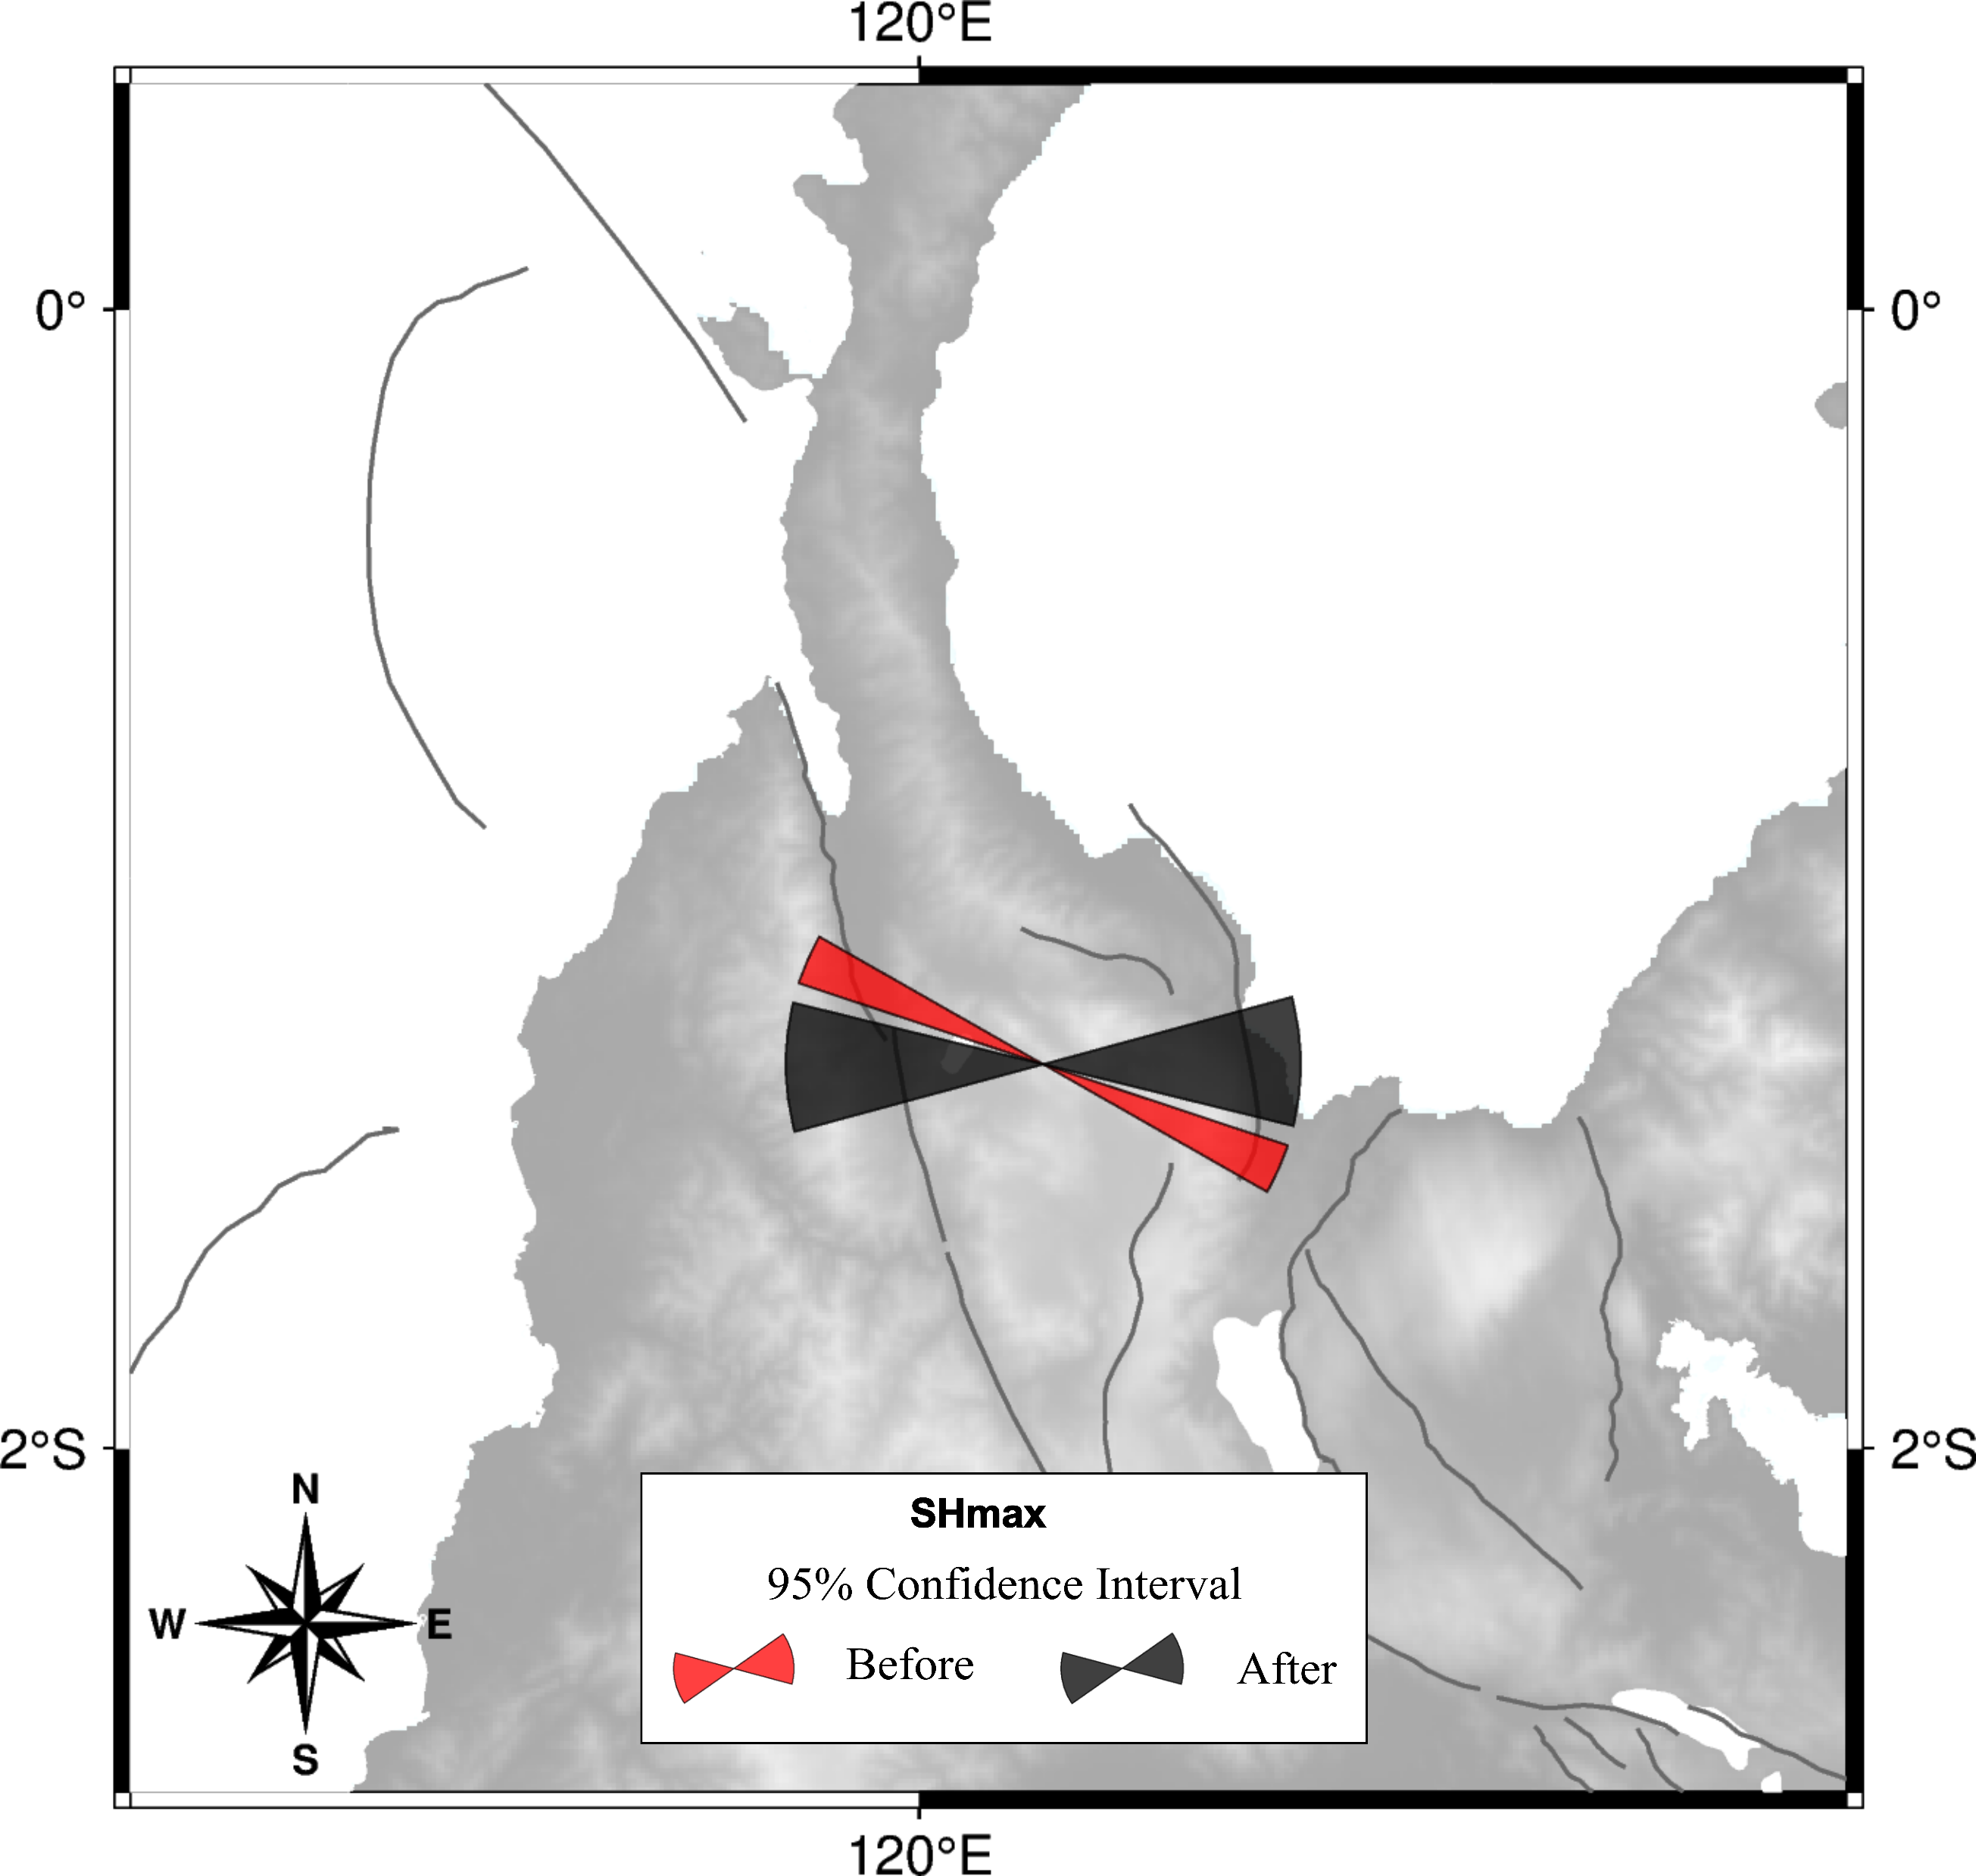 120°E
0°
0°
2°S
2°S
N
W
E
S
SHmax
95% Confidence Interval
Before
After
120°E